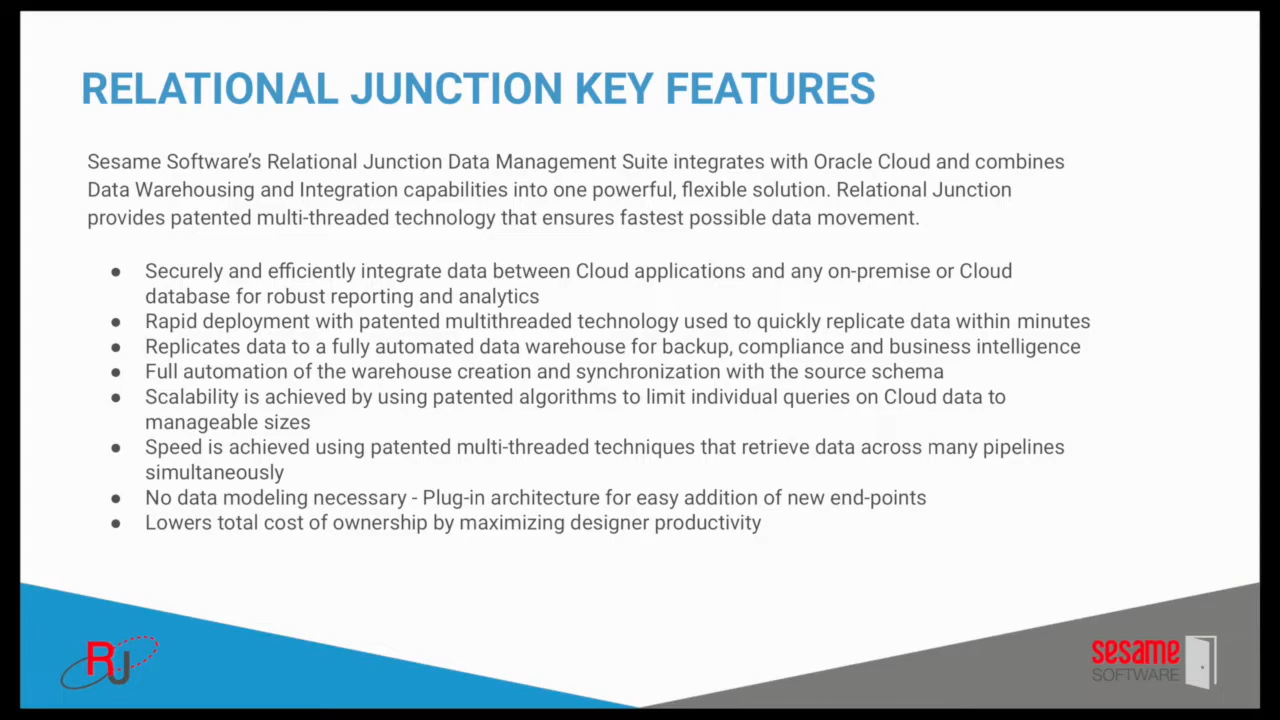 RELATIONAL JUNCTION KEY FEATURES
Sesame Software's Relational Junction Data Management Suite integrates with Oracle Cloud and combines
Data Warehousing and Integration capabilities into one powerful, flexible solution. Relational Junction
provides patented multi-threaded technology that ensures fastest possible data movement.
● Securely and efficiently integrate data between Cloud applications and any on-premise or Cloud
database for robust reporting and analytics
● Rapid deployment with patented multithreaded technology used to quickly replicate data within minutes
● Replicates data to a fully automated data warehouse for backup, compliance and business intelligence
● Full automation of the warehouse creation and synchronization with the source schema
● Scalability is achieved by using patented algorithms to limit individual queries on Cloud data to
manageable sizes
● Speed is achieved using patented multi-threaded techniques that retrieve data across many pipelines
simultaneously
● No data modeling necessary - Plug-in architecture for easy addition of new end-points
● Lowers total cost of ownership by maximizing designer productivity
RJ
sesame
SOFTWARE